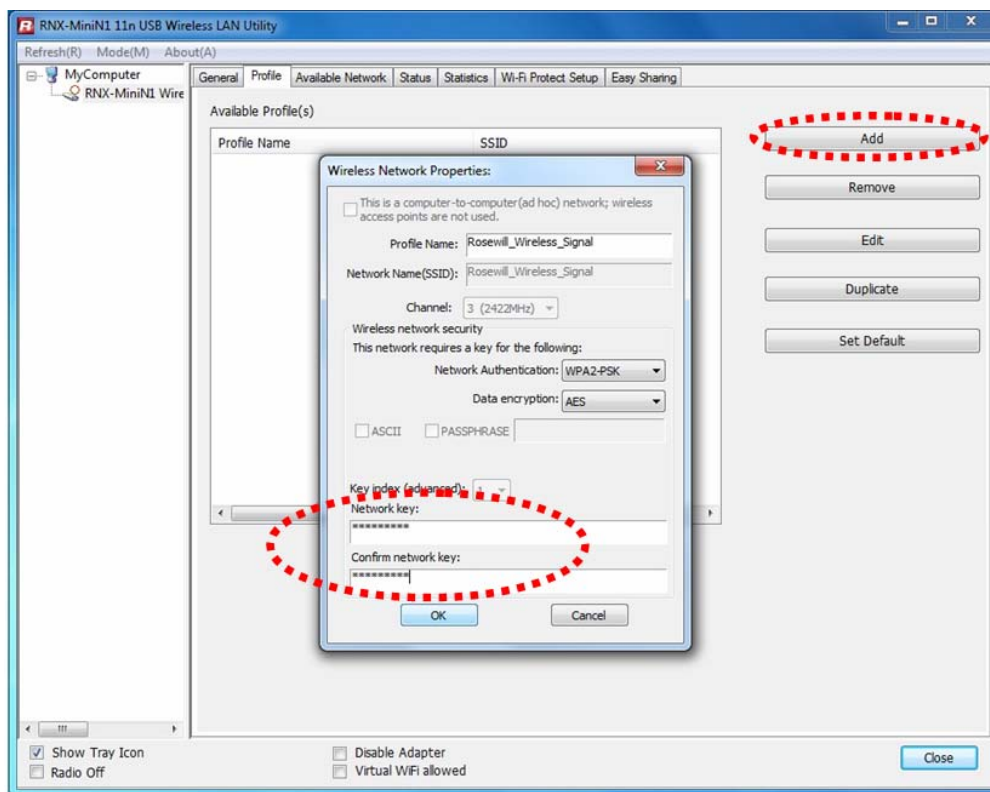 RNX-MiniN1 11n USB Wireless LAN Utility
Refresh(R) Mode(M) About(A)
MyComputer
RNX-MiniN1 Wire
General Profile Available Network Status Statistics Wi-Fi Protect Setup Easy Sharing
Available Profile(s)
Profile Name SSID
Add
Remove
Edit
Duplicate
Set Default
Wireless Network Properties:
This is a computer-to-computer(ad hoc) network; wireless
access points are not used.
Profile Name: Rosewill_Wireless_Signal
Network Name(SSID): Rosewill_Wireless_Signal
Channel: 3 (2422MHz)
Wireless network security
This network requires a key for the following:
Network Authentication: WPA2-PSK
Data encryption: AES
ASCII PASSPHRASE
Key index (advanced): 1
Network key:
*********
Confirm network key:
*********
OK Cancel
Show Tray Icon
Radio Off
Disable Adapter
Virtual WiFi allowed
Close